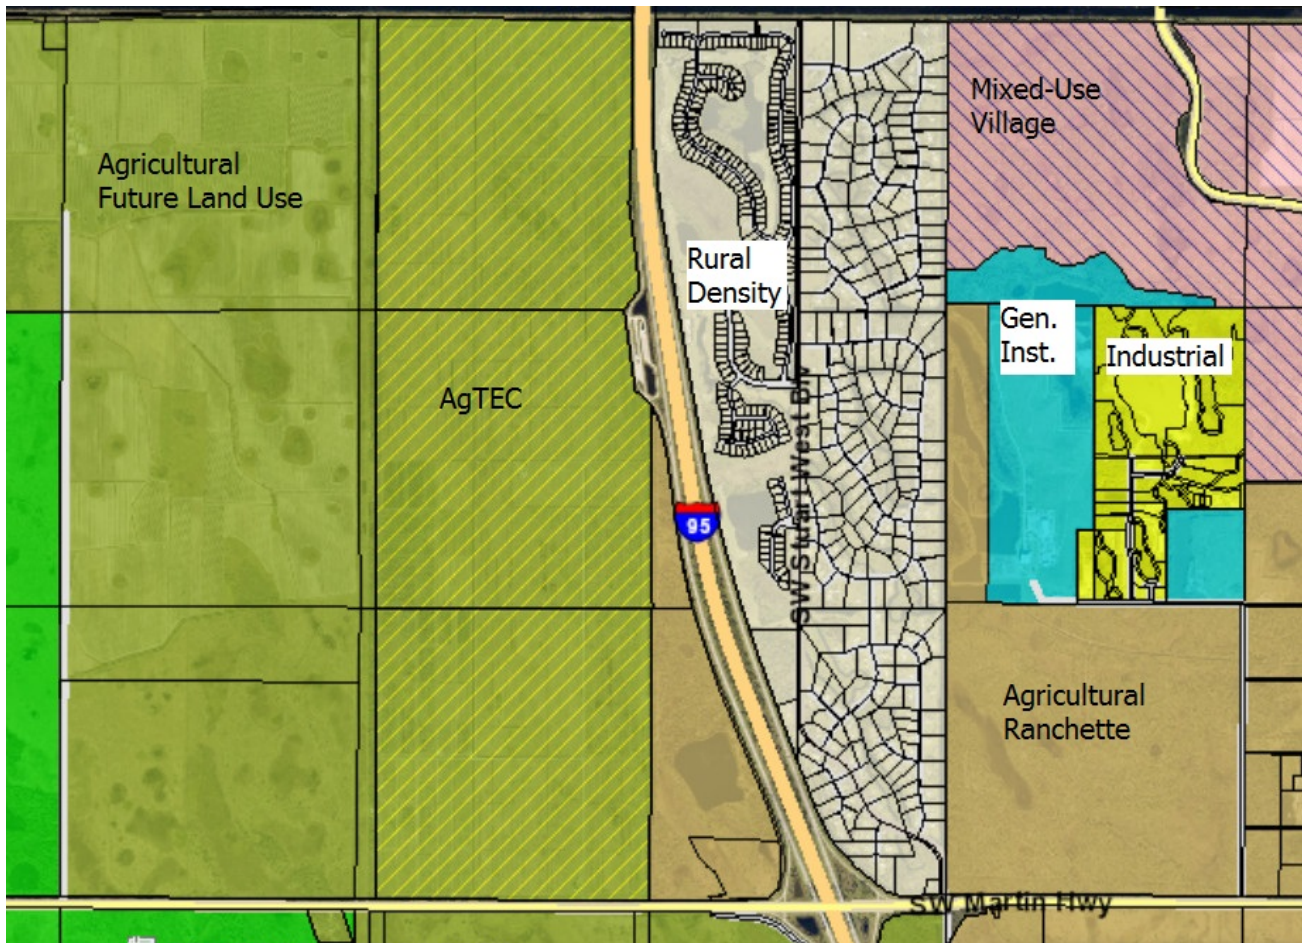 Mixed-Use
Village
Agricultural
Future Land Use
Rural
Density
Gen.
Inst.
Industrial
AgTEC
SW Stuart West Blv
95
Agricultural
Ranchette
SW Martin Hwy